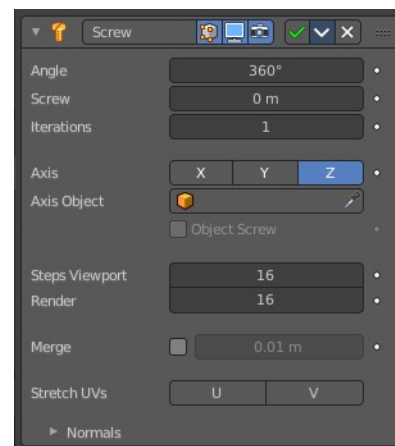 Screw
Angle 360°
Screw 0 m
Iterations 1
Axis X Y Z
Axis Object
Object Screw
Steps Viewport 16
Render 16
Merge 0.01 m
Stretch UVs U V
Normals